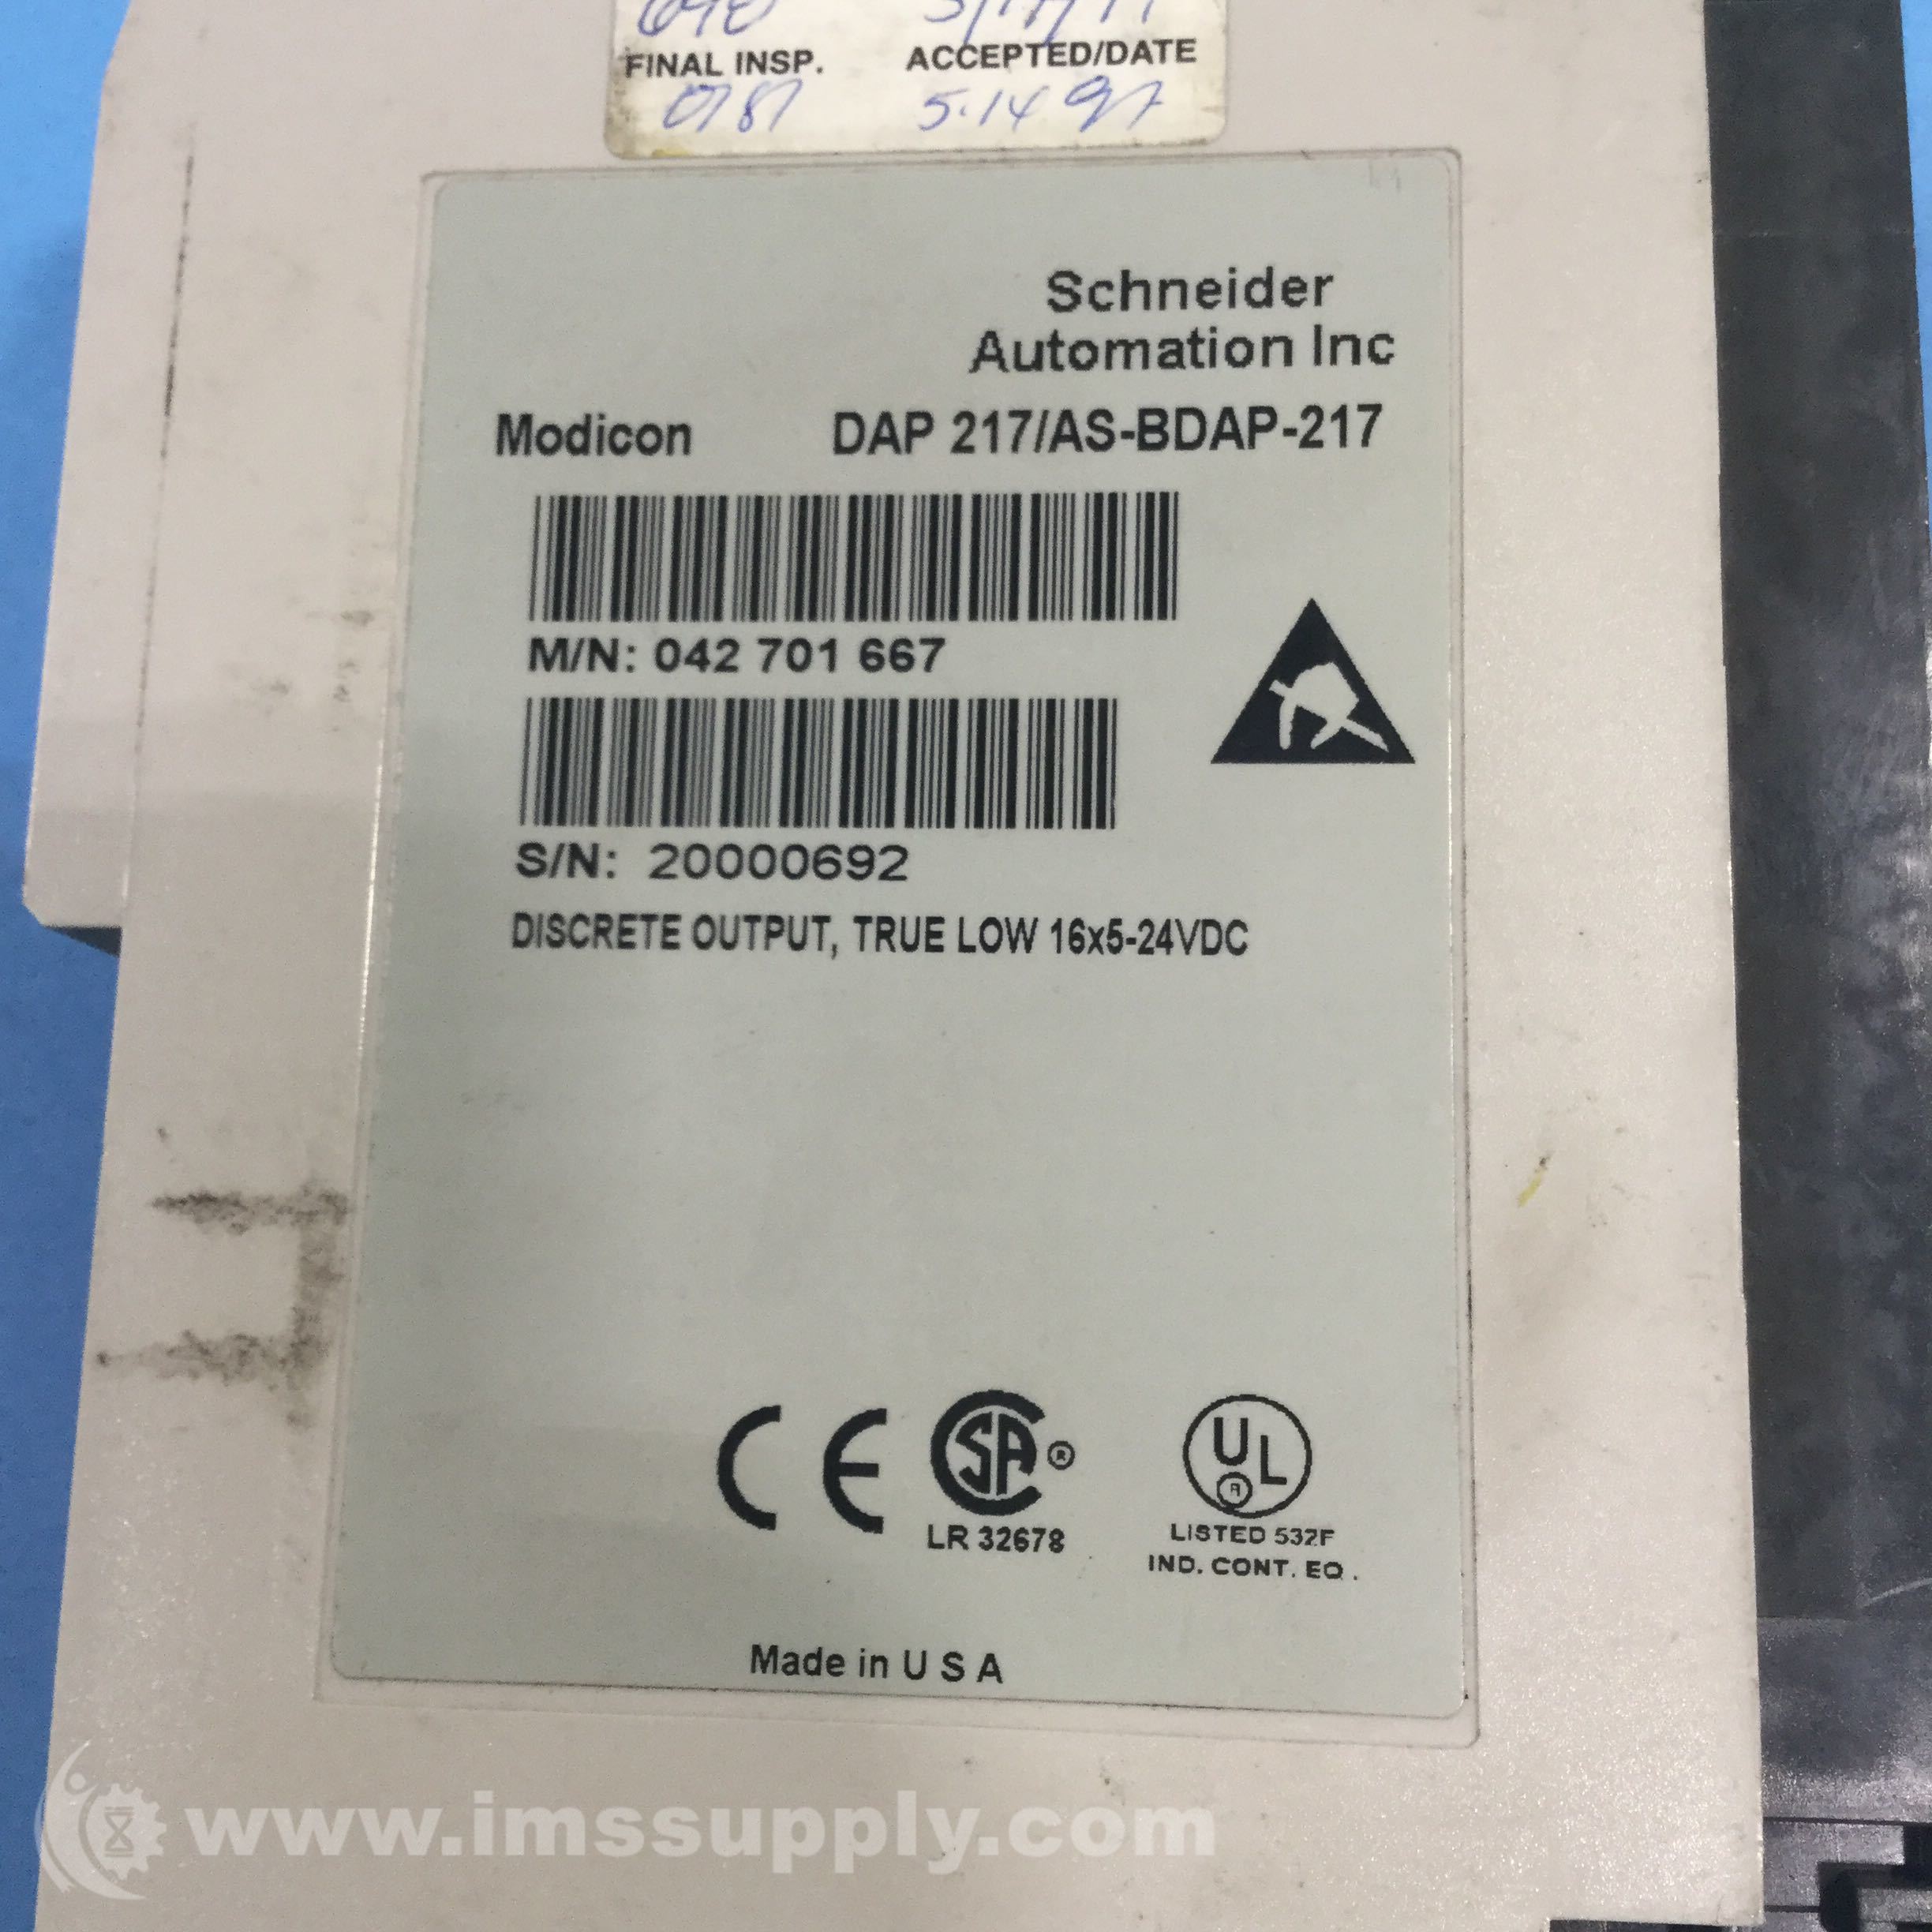 FINAL INSP. ACCEPTED/DATE
0787 5.14 97
Schneider
Automation Inc
Modicon DAP 217/AS-BDAP-217
M/N: 042 701 667
S/N: 20000692
DISCRETE OUTPUT, TRUE LOW 16x5-24VDC
CE SA ® UL ®
LR 32678 LISTED 532F
IND. CONT. EQ.
Made in U S A
www.imssupply.com